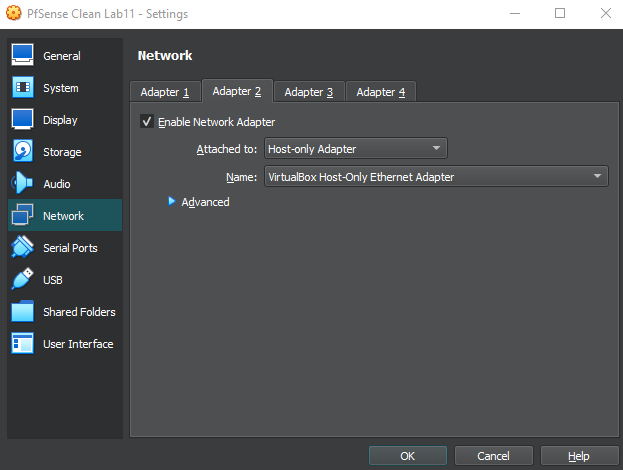 PfSense Clean Lab11 - Settings
General
System
Display
Storage
Audio
Network
Serial Ports
USB
Shared Folders
User Interface
Network
Adapter 1 Adapter 2 Adapter 3 Adapter 4
Enable Network Adapter
Attached to: Host-only Adapter
Name: VirtualBox Host-Only Ethernet Adapter
Advanced
OK Cancel Help